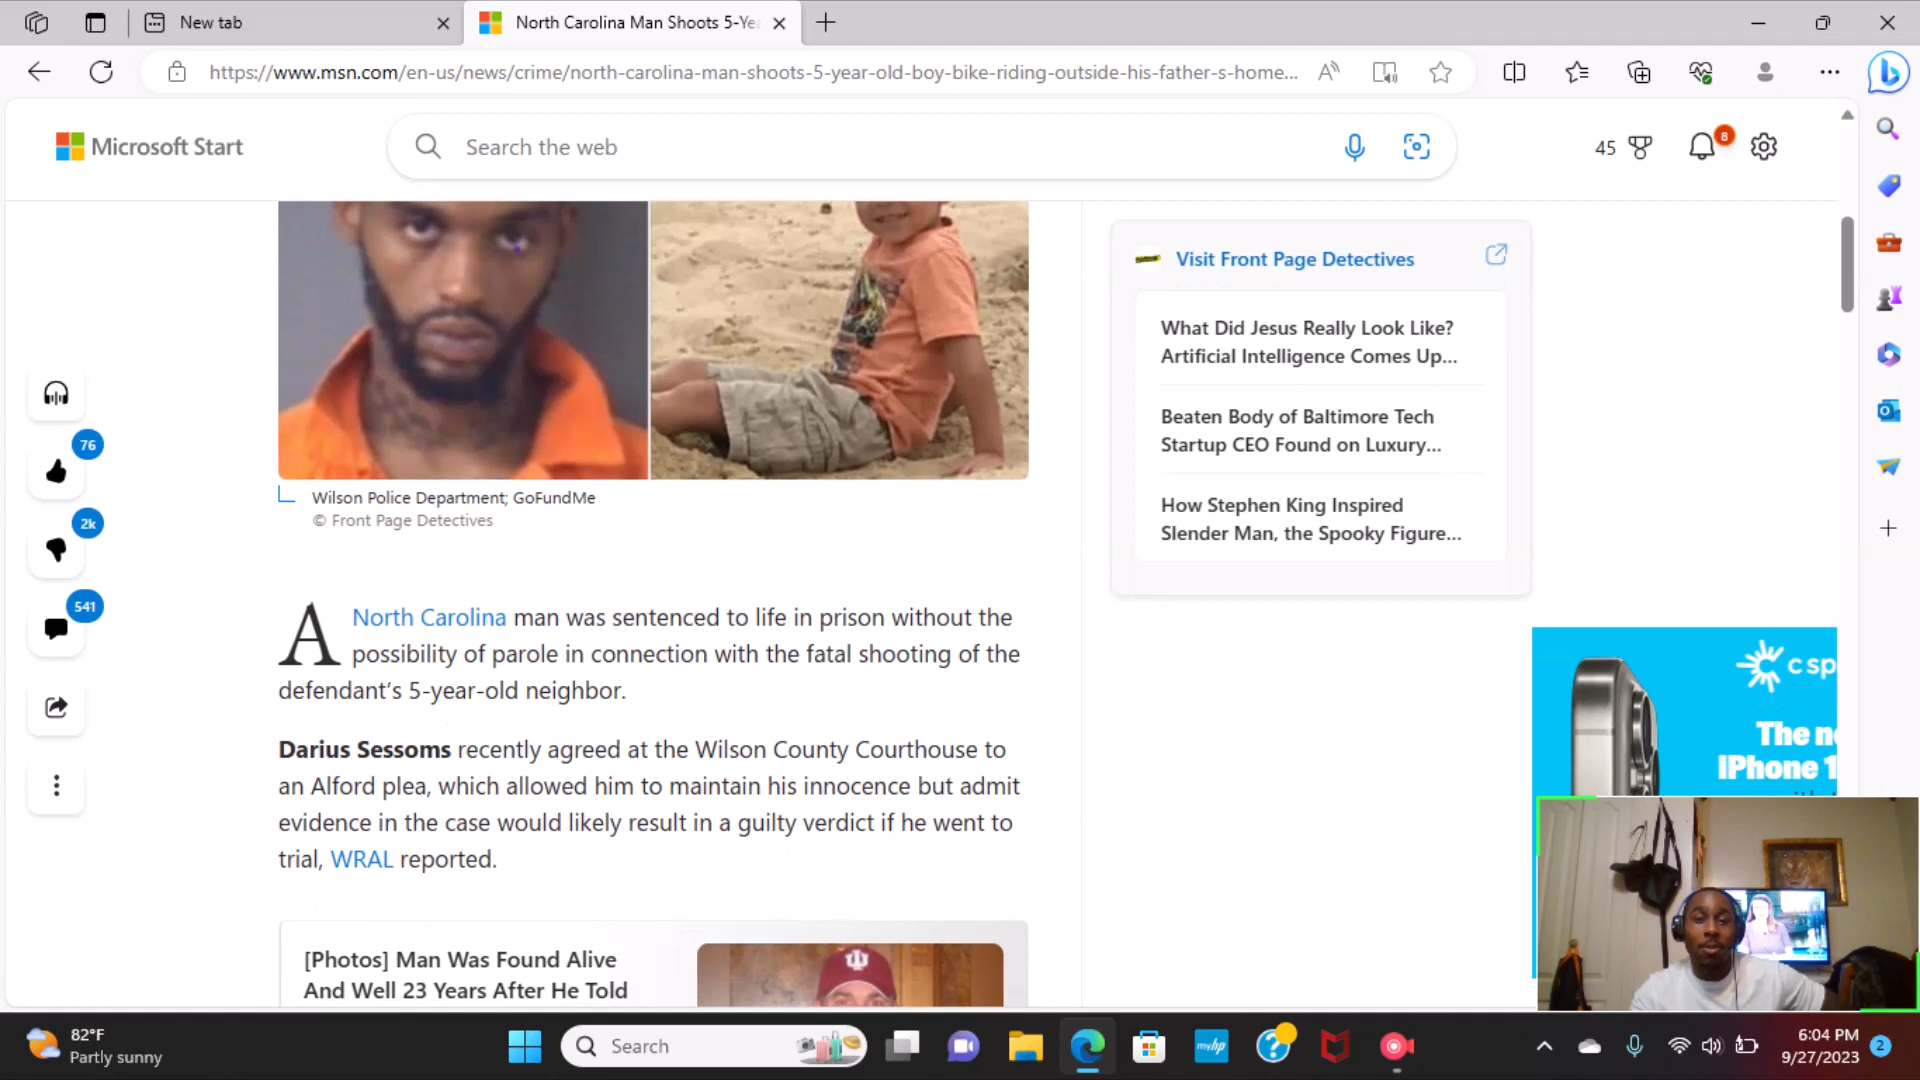 New tab
North Carolina Man Shoots 5-Ye
https://www.msn.com/en-us/news/crime/north-carolina-man-shoots-5-year-old-boy-bike-riding-outside-his-father-s-home...
Microsoft Start
Search the web
45
8
Visit Front Page Detectives
What Did Jesus Really Look Like?
Artificial Intelligence Comes Up...
Beaten Body of Baltimore Tech
Startup CEO Found on Luxury...
How Stephen King Inspired
Slender Man, the Spooky Figure...
76
2k
541
Wilson Police Department; GoFundMe
© Front Page Detectives
A North Carolina man was sentenced to life in prison without the
possibility of parole in connection with the fatal shooting of the
defendant's 5-year-old neighbor.
Darius Sessoms recently agreed at the Wilson County Courthouse to
an Alford plea, which allowed him to maintain his innocence but admit
evidence in the case would likely result in a guilty verdict if he went to
trial, WRAL reported.
[Photos] Man Was Found Alive
And Well 23 Years After He Told
c sp
The n
iPhone 1
82°F
Partly sunny
Search
myhp
6:04 PM
9/27/2023
2